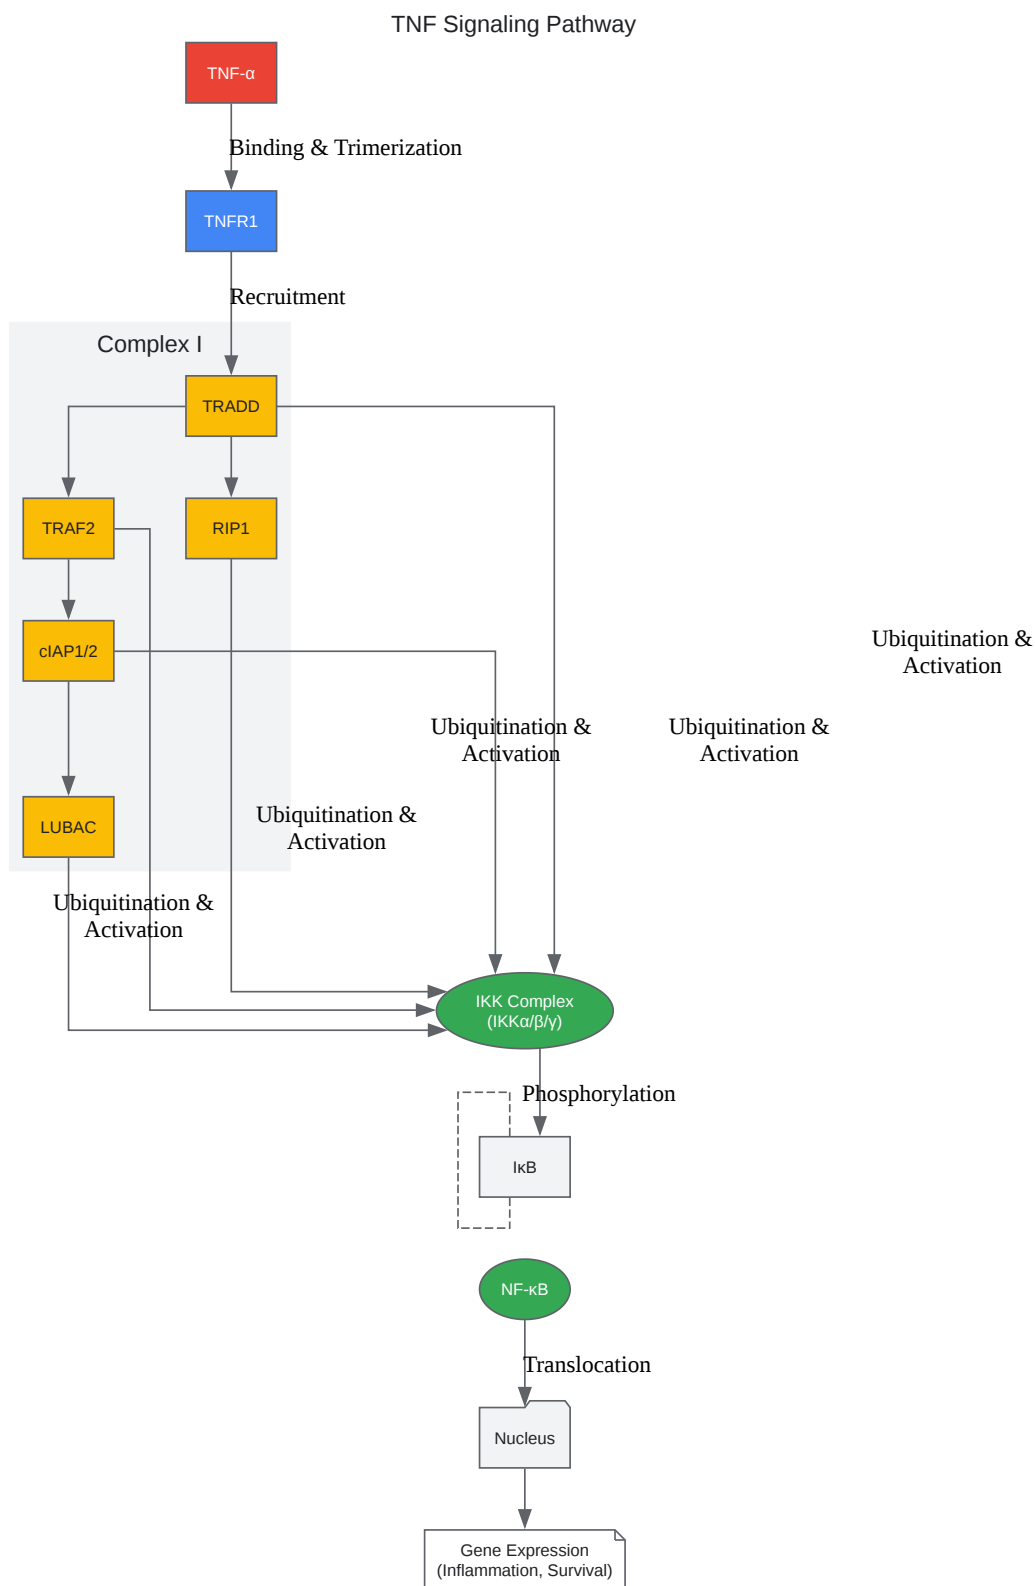 TNF Signaling Pathway
TNF-α
Binding & Trimerization
TNFR1
Recruitment
Complex I
TRADD
TRAF2
RIP1
cIAP1/2
Ubiquitination &
Activation
Ubiquitination &
Activation
Ubiquitination &
Activation
LUBAC
Ubiquitination &
Activation
Ubiquitination &
Activation
IKK Complex
(IKKα/β/γ)
Phosphorylation
IκB
NF-κB
Translocation
Nucleus
Gene Expression
(Inflammation, Survival)